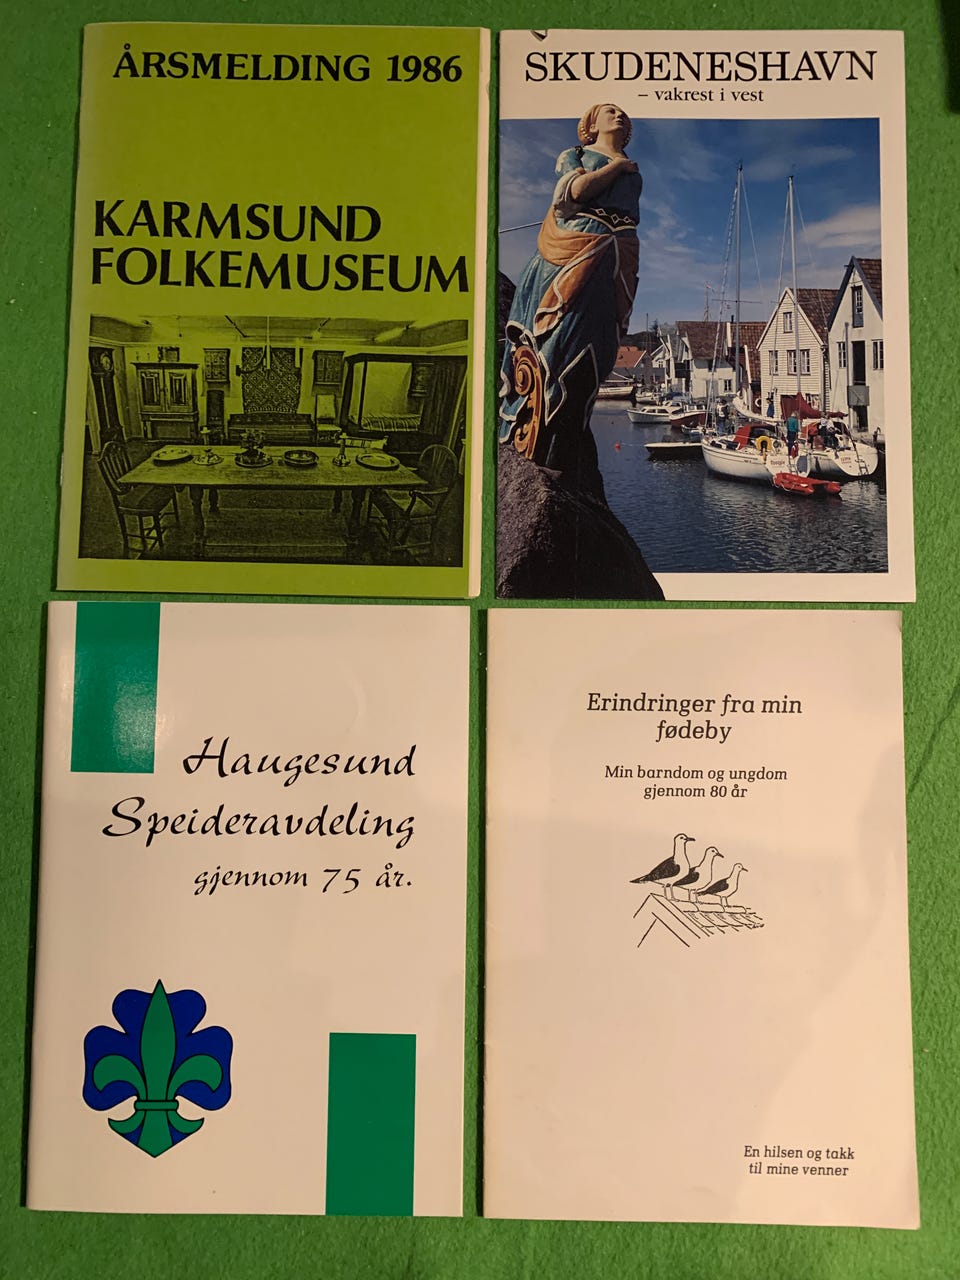 ÅRSMELDING 1986
KARMSUND
FOLKEMUSEUM
SKUDENESHAVN
– vakrest i vest
Haugesund
Speideravdeling
gjennom 75 år.
Erindringer fra min
fødeby
Min barndom og ungdom
gjennom 80 år
En hilsen og takk
til mine venner